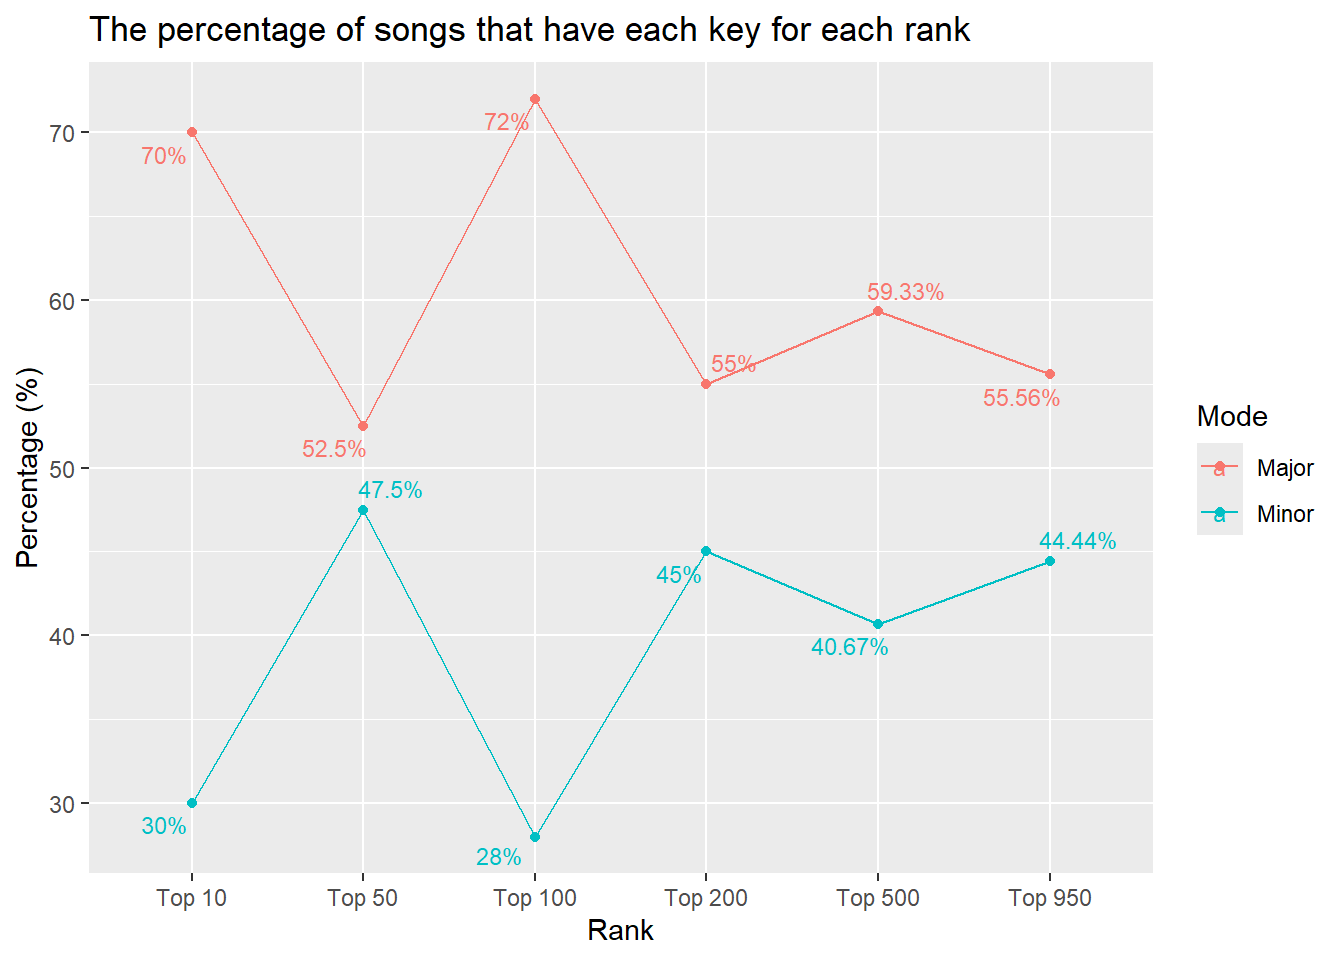 The percentage of songs that have each key for each rank
70%
72%
70
60
59.33%
55%
55.56%
52.5%
50
47.5%
45%
44.44%
40.67%
40
30
30%
28%
Percentage (%)
Top 10 Top 50 Top 100 Top 200 Top 500 Top 950
Rank
Mode
a Major
a Minor